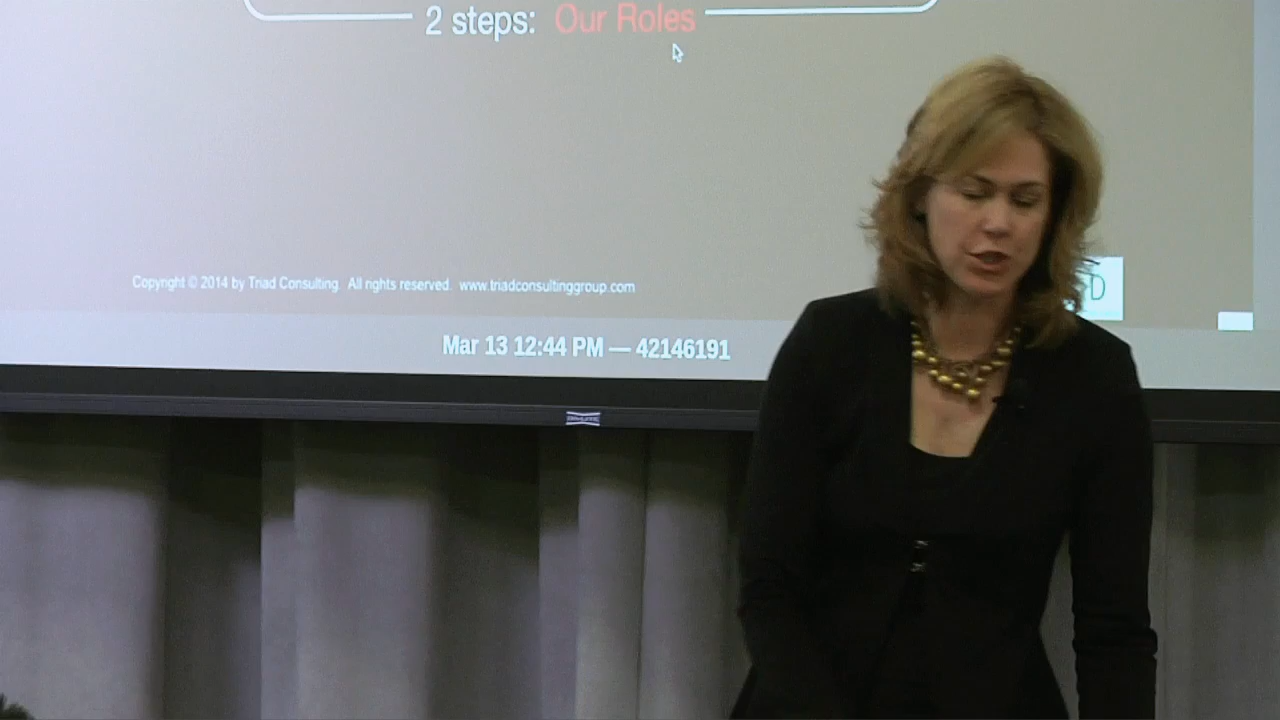 2 steps: Our Roles
Copyright © 2014 by Triad Consulting. All rights reserved. www.triadconsultinggroup.com
D
Mar 13 12:44 PM — 42146191